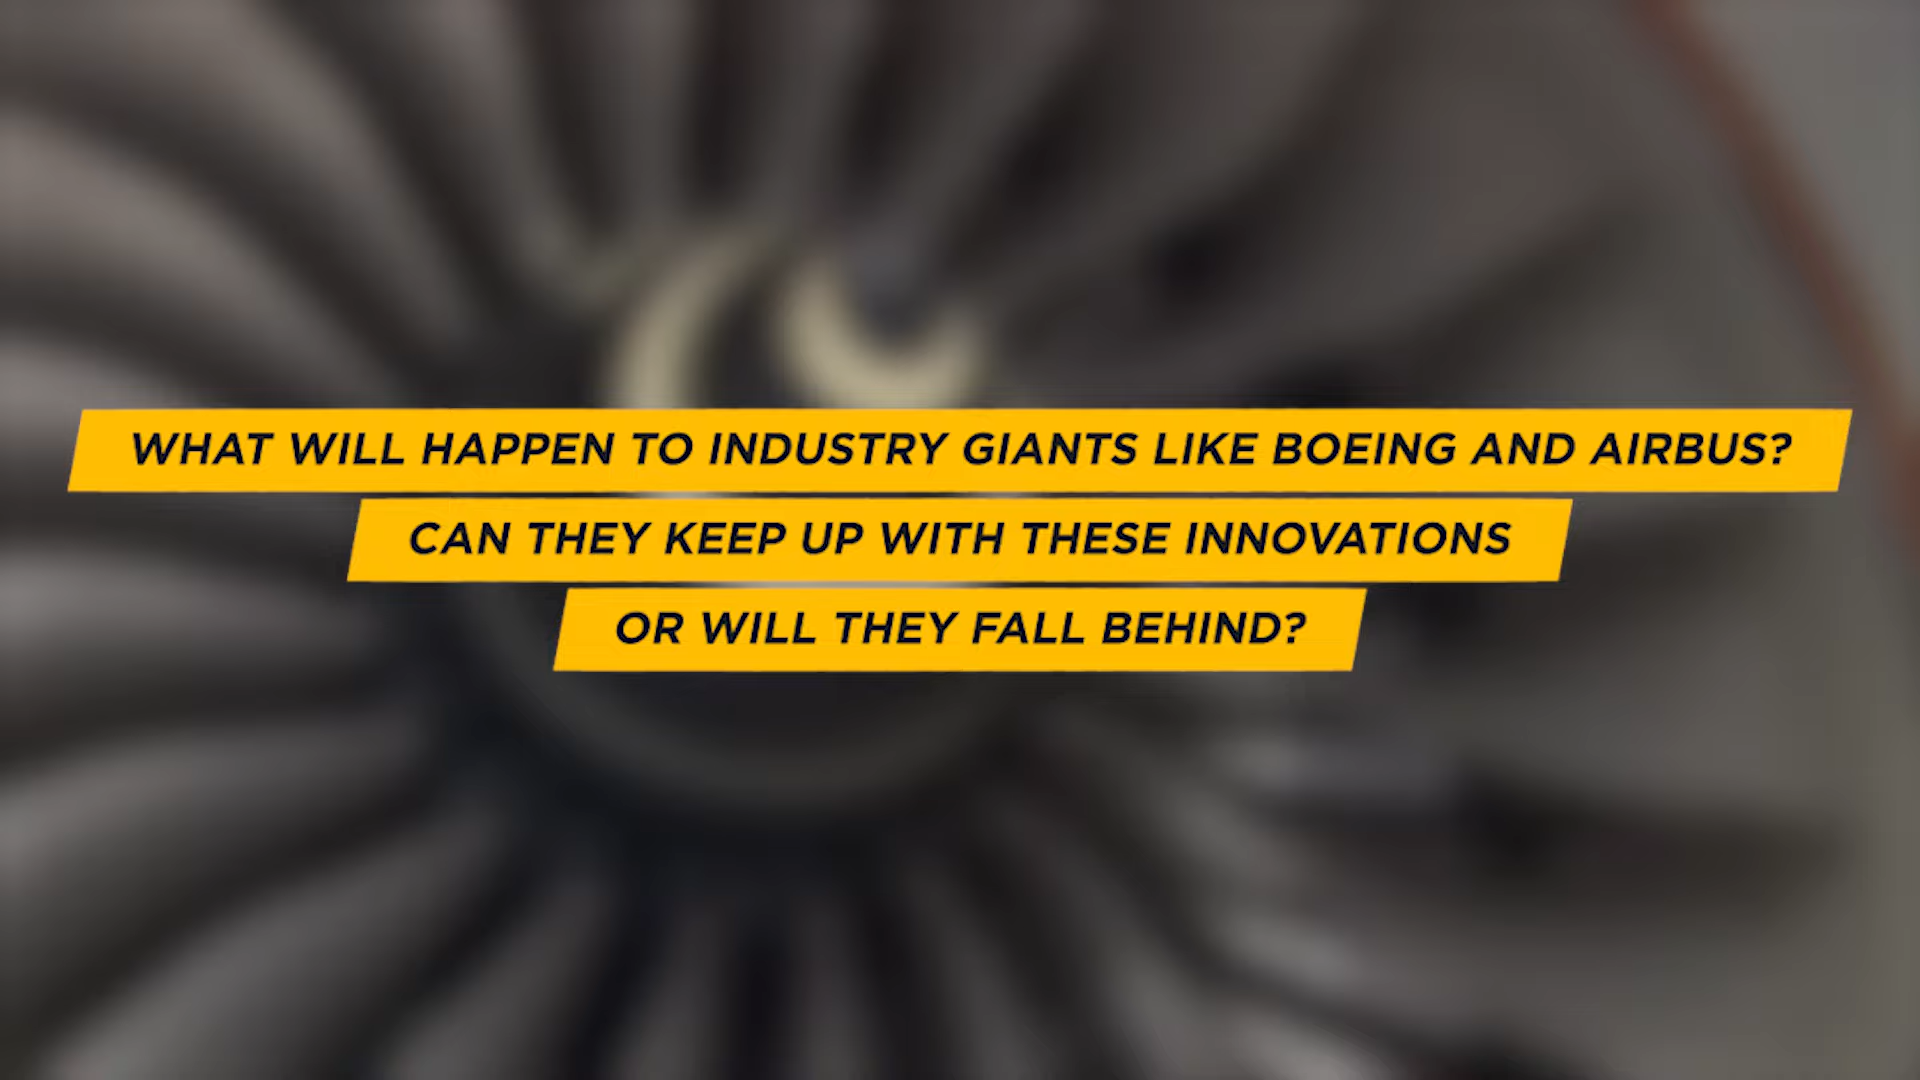 WHAT WILL HAPPEN TO INDUSTRY GIANTS LIKE BOEING AND AIRBUS?
CAN THEY KEEP UP WITH THESE INNOVATIONS
OR WILL THEY FALL BEHIND?